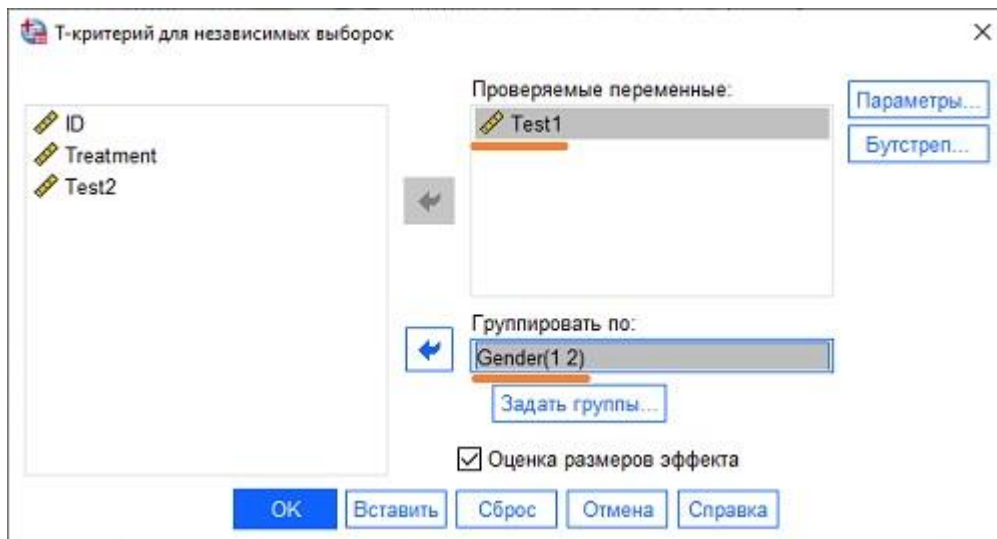 Т-критерий для независимых выборок
ID
Treatment
Test2
Проверяемые переменные:
Test1
Параметры...
Бутстреп...
Группировать по:
Gender(1 2)
Задать группы...
Оценка размеров эффекта
OK
Вставить
Сброс
Отмена
Справка